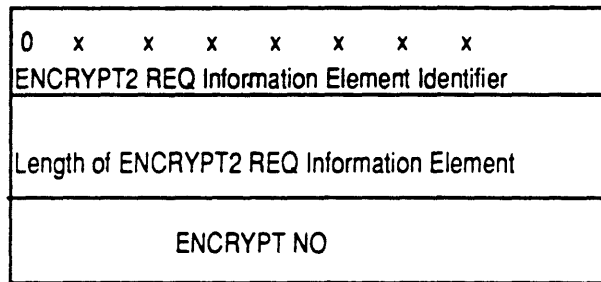 0 x x x x x x x
ENCRYPT2 REQ Information Element Identifier
Length of ENCRYPT2 REQ Information Element
ENCRYPT NO